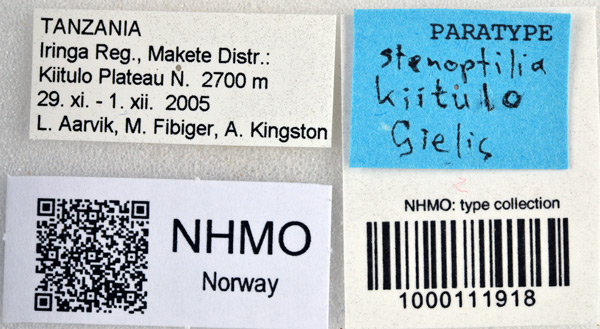 TANZANIA
Iringa Reg., Makete Distr.:
Kiitulo Plateau N. 2700 m
29. xi. - 1. xii. 2005
L. Aarvik, M. Fibiger, A. Kingston
PARATYPE
Stenoptilia
kiitulo
Gielis
NHMO
Norway
NHMO: type collection
1000111918